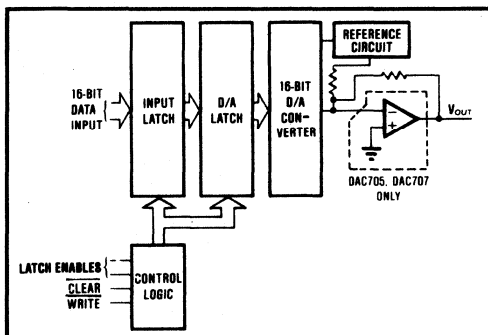 REFERENCE
CIRCUIT
16-BIT
DATA
INPUT
INPUT
LATCH
D/A
LATCH
16-BIT
D/A
CON-
VERTER
VOUT
DAC705, DAC707
ONLY
LATCH ENABLES
CLEAR
WRITE
CONTROL
LOGIC